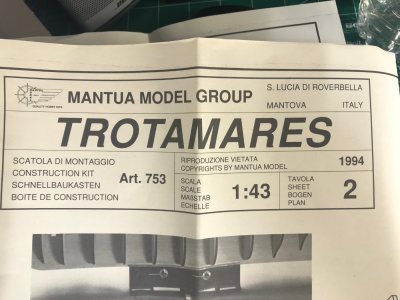 MANTUA MODEL GROUP
S. LUCIA DI ROVERBELLA
MANTOVA ITALY
TROTAMARES
SCATOLA DI MONTAGGIO
CONSTRUCTION KIT
SCHNELLBAUKASTEN
BOITE DE CONSTRUCTION
Art. 753
RIPRODUZIONE VIETATA
COPYRIGHTS BY MANTUA MODEL
1994
SCALA
SCALE
MAßSTAB
ECHELLE
1:43
TAVOLA
SHEET
BOGEN
PLAN
2